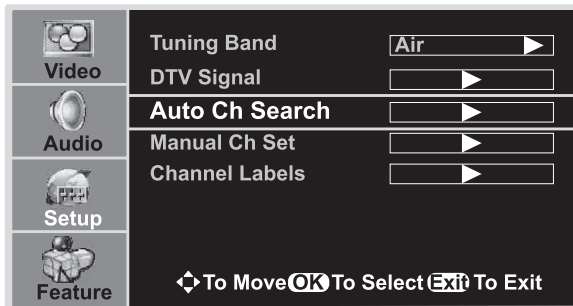 Video
Audio
Setup
Feature
Tuning Band Air
DTV Signal
Auto Ch Search
Manual Ch Set
Channel Labels
To Move OK To Select Exit To Exit